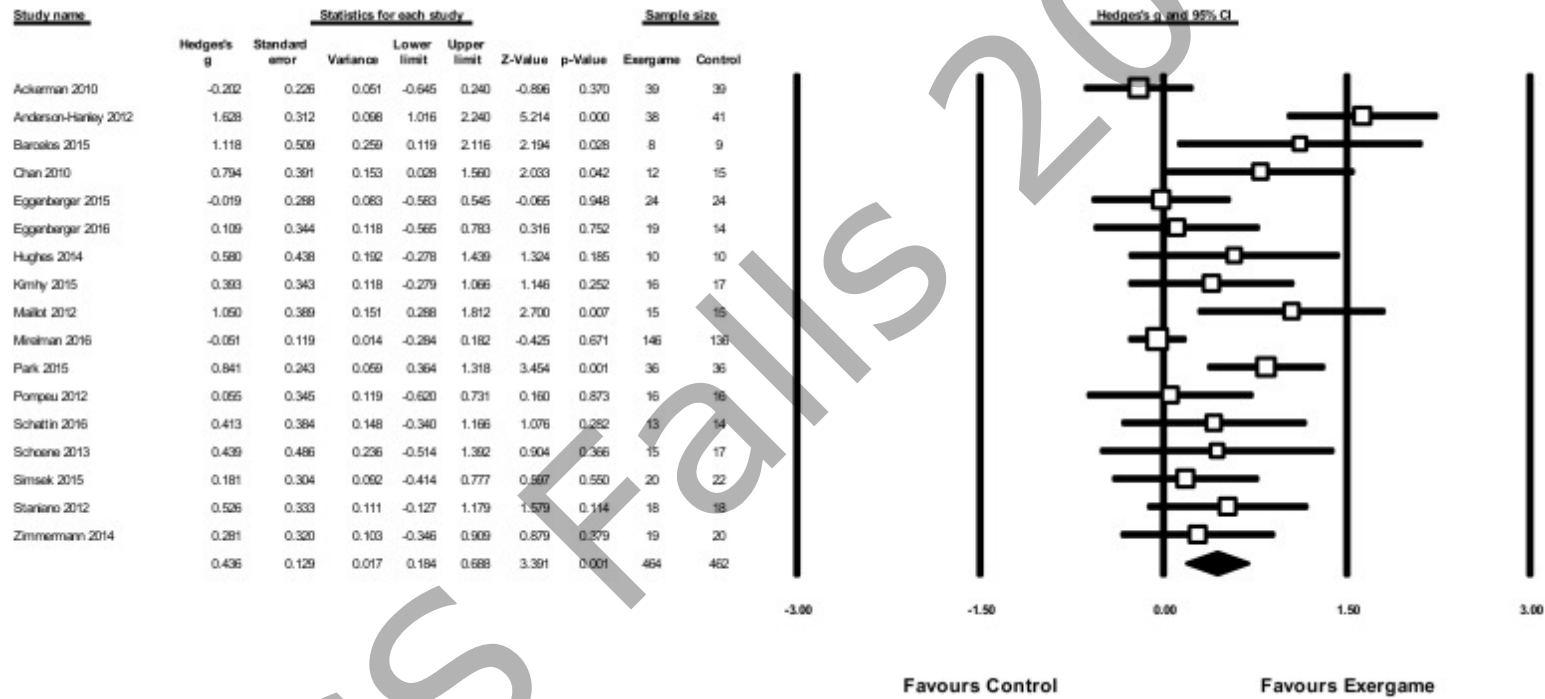 Study name Statistics for each study Sample size Hedges's g and 95% CI
Hedges's g Standard error Variance Lower limit Upper limit Z-Value p-Value Exergame Control
Ackerman 2010 -0.202 0.226 0.051 -0.645 0.240 -0.896 0.370 39 39
Anderson-Hanley 2012 1.628 0.312 0.098 1.016 2.240 5.214 0.000 38 41
Barcelos 2015 1.118 0.509 0.259 0.119 2.116 2.194 0.028 8 9
Chan 2010 0.794 0.391 0.153 0.028 1.560 2.033 0.042 12 15
Eggenberger 2015 -0.019 0.288 0.083 -0.583 0.545 -0.065 0.948 24 24
Eggenberger 2016 0.109 0.344 0.118 -0.565 0.783 0.316 0.752 19 14
Hughes 2014 0.580 0.438 0.192 -0.278 1.439 1.324 0.185 10 10
Kimhy 2015 0.393 0.343 0.118 -0.279 1.066 1.146 0.252 16 17
Maillot 2012 1.050 0.389 0.151 0.288 1.812 2.700 0.007 15 15
Mirelman 2016 -0.051 0.119 0.014 -0.284 0.182 -0.425 0.671 146 136
Park 2015 0.841 0.243 0.059 0.364 1.318 3.454 0.001 36 36
Pompeu 2012 0.055 0.345 0.119 -0.620 0.731 0.160 0.873 16 16
Schattin 2016 0.413 0.384 0.148 -0.340 1.166 1.076 0.282 13 14
Schoene 2013 0.439 0.486 0.236 -0.514 1.392 0.904 0.366 15 17
Simsek 2015 0.181 0.304 0.092 -0.414 0.777 0.597 0.550 20 22
Staniano 2012 0.526 0.333 0.111 -0.127 1.179 1.579 0.114 18 18
Zimmermann 2014 0.281 0.320 0.103 -0.346 0.909 0.879 0.379 19 20
0.436 0.129 0.017 0.184 0.688 3.391 0.001 464 462
-3.00 -1.50 0.00 1.50 3.00
Favours Control Favours Exergame
Falls